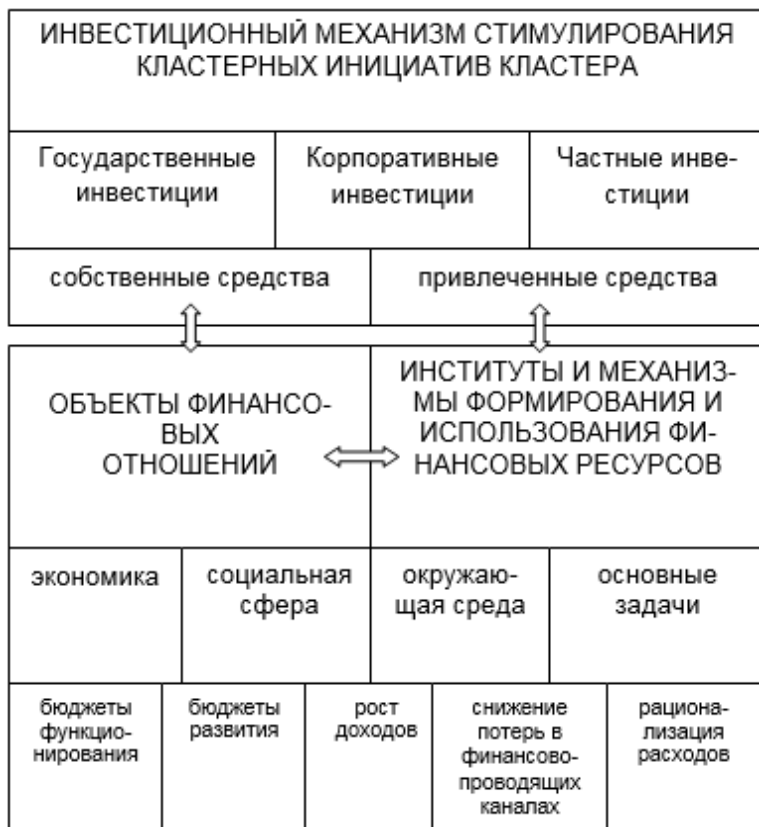 ИНВЕСТИЦИОННЫЙ МЕХАНИЗМ СТИМУЛИРОВАНИЯ
КЛАСТЕРНЫХ ИНИЦИАТИВ КЛАСТЕРА
Государственные
инвестиции
Корпоративные
инвестиции
Частные инве-
стиции
собственные средства
привлеченные средства
ОБЪЕКТЫ ФИНАНСО-
ВЫХ
ОТНОШЕНИЙ
ИНСТИТУТЫ И МЕХАНИЗ-
МЫ ФОРМИРОВАНИЯ И
ИСПОЛЬЗОВАНИЯ ФИ-
НАНСОВЫХ РЕСУРСОВ
экономика
социальная
сфера
окружаю-
щая среда
основные
задачи
бюджеты
функцио-
нирования
бюджеты
развития
рост
доходов
снижение
потерь в
финансово-
проводящих
каналах
рациона-
лизация
расходов